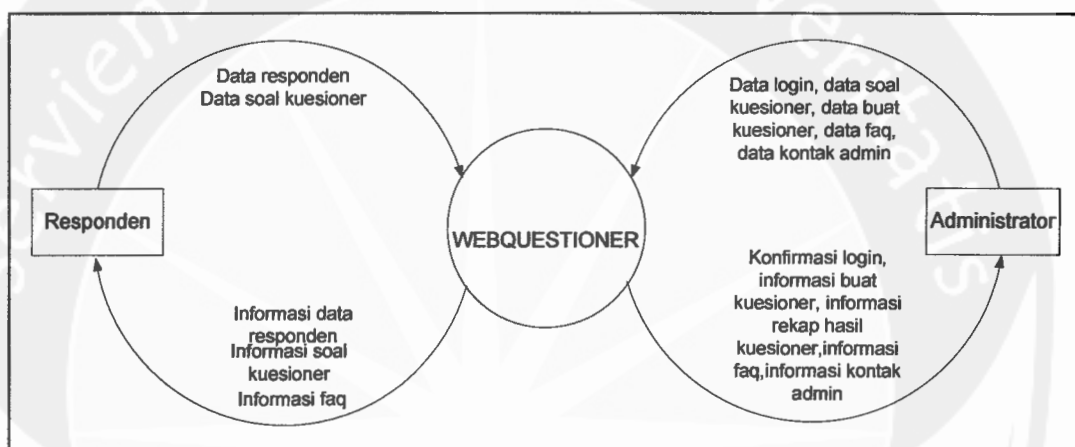 Data responden
Data soal kuesioner
Data login, data soal
kuesioner, data buat
kuesioner, data faq,
data kontak admin
Responden
WEBQUESTIONER
Administrator
Informasi data
responden
Informasi soal
kuesioner
Informasi faq
Konfirmasi login,
informasi buat
kuesioner, informasi
rekap hasil
kuesioner,informasi
faq,informasi kontak
admin